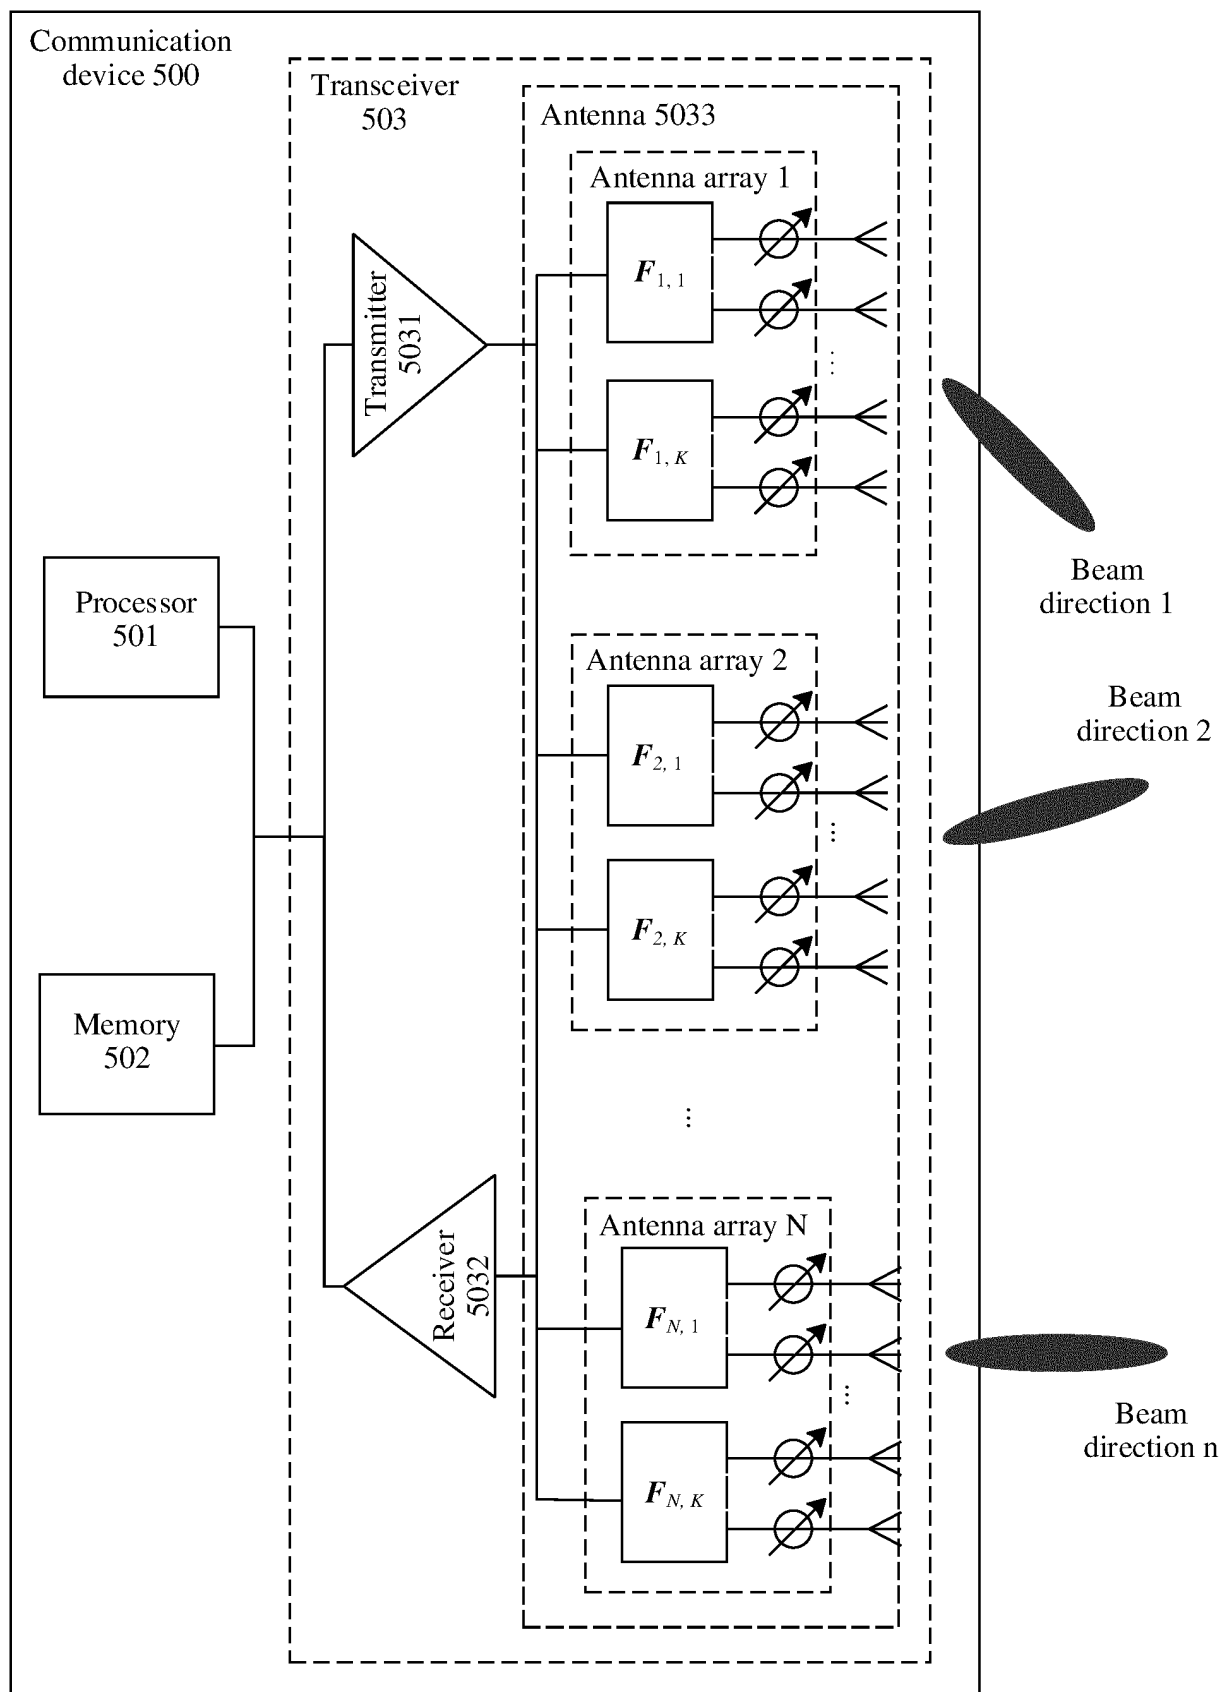 Communication
device 500
Transceiver
503
Antenna 5033
Antenna array 1
F1, 1
Transmitter
5031
F1, K
Beam
direction 1
Processor
501
Antenna array 2
Beam
direction 2
F2, 1
F2, K
Memory
502
Antenna array N
Receiver
5032
FN, 1
Beam
direction n
FN, K